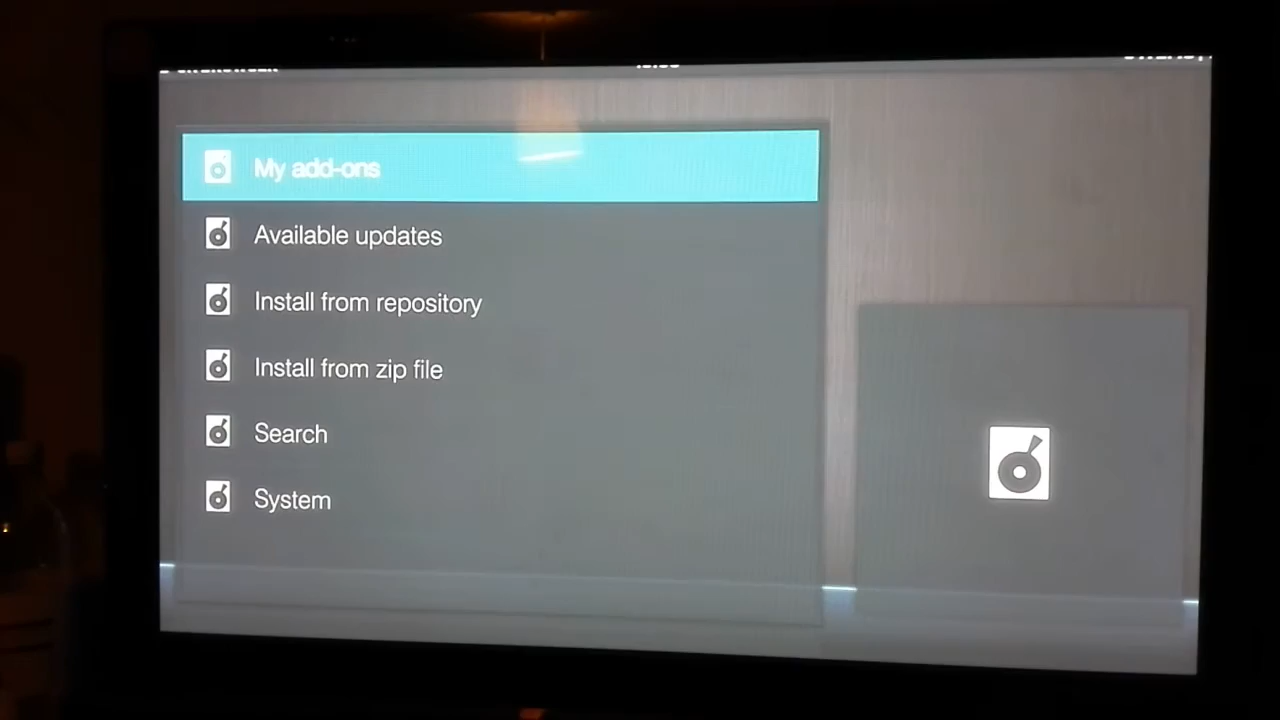 My add-ons
Available updates
Install from repository
Install from zip file
Search
System